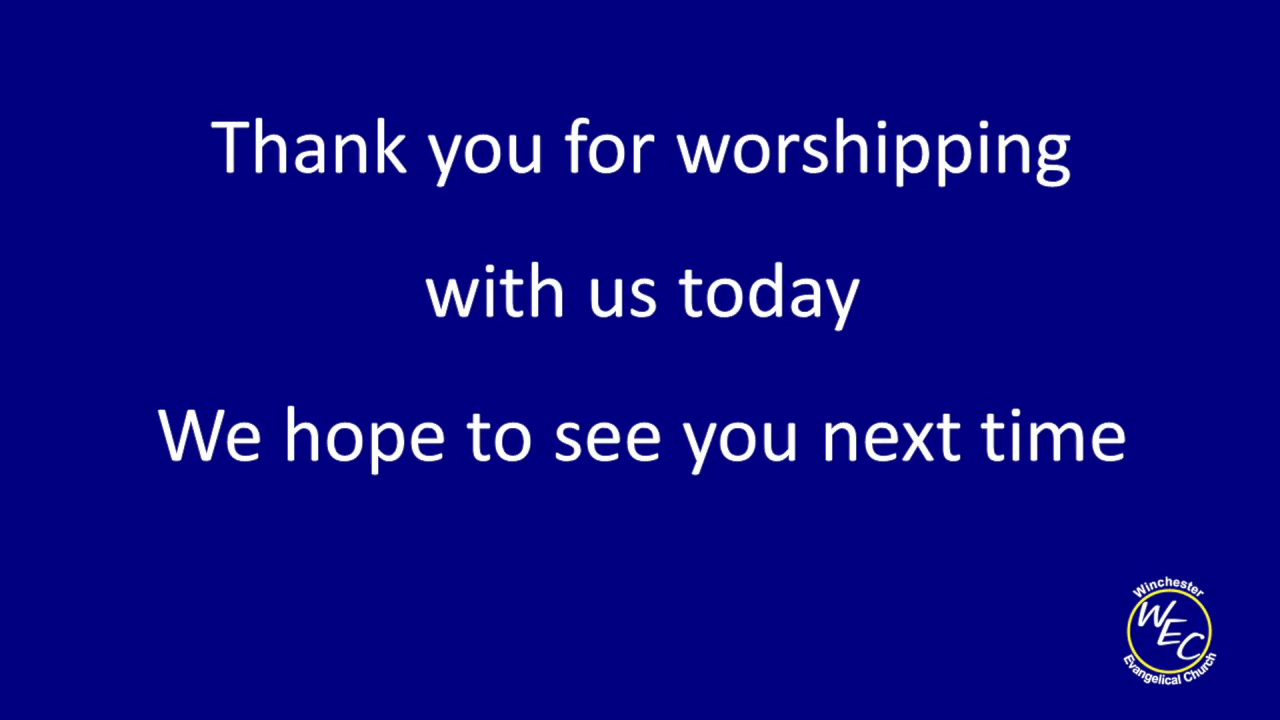 Thank you for worshipping
with us today
We hope to see you next time
Winchester
WEC
Evangelical Church